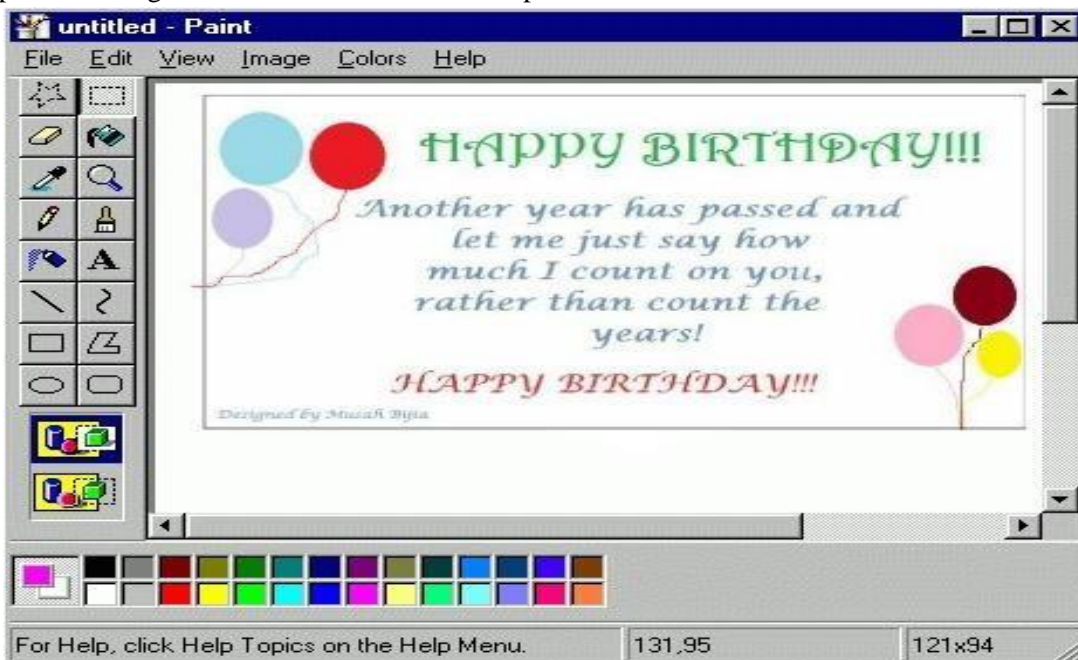 untitled - Paint
File Edit View Image Colors Help
HAPPY BIRTHDAY!!!
Another year has passed and
let me just say how
much I count on you,
rather than count the
years!
HAPPY BIRTHDAY!!!
Designed by Musah
A
For Help, click Help Topics on the Help Menu.
131,95
121x94